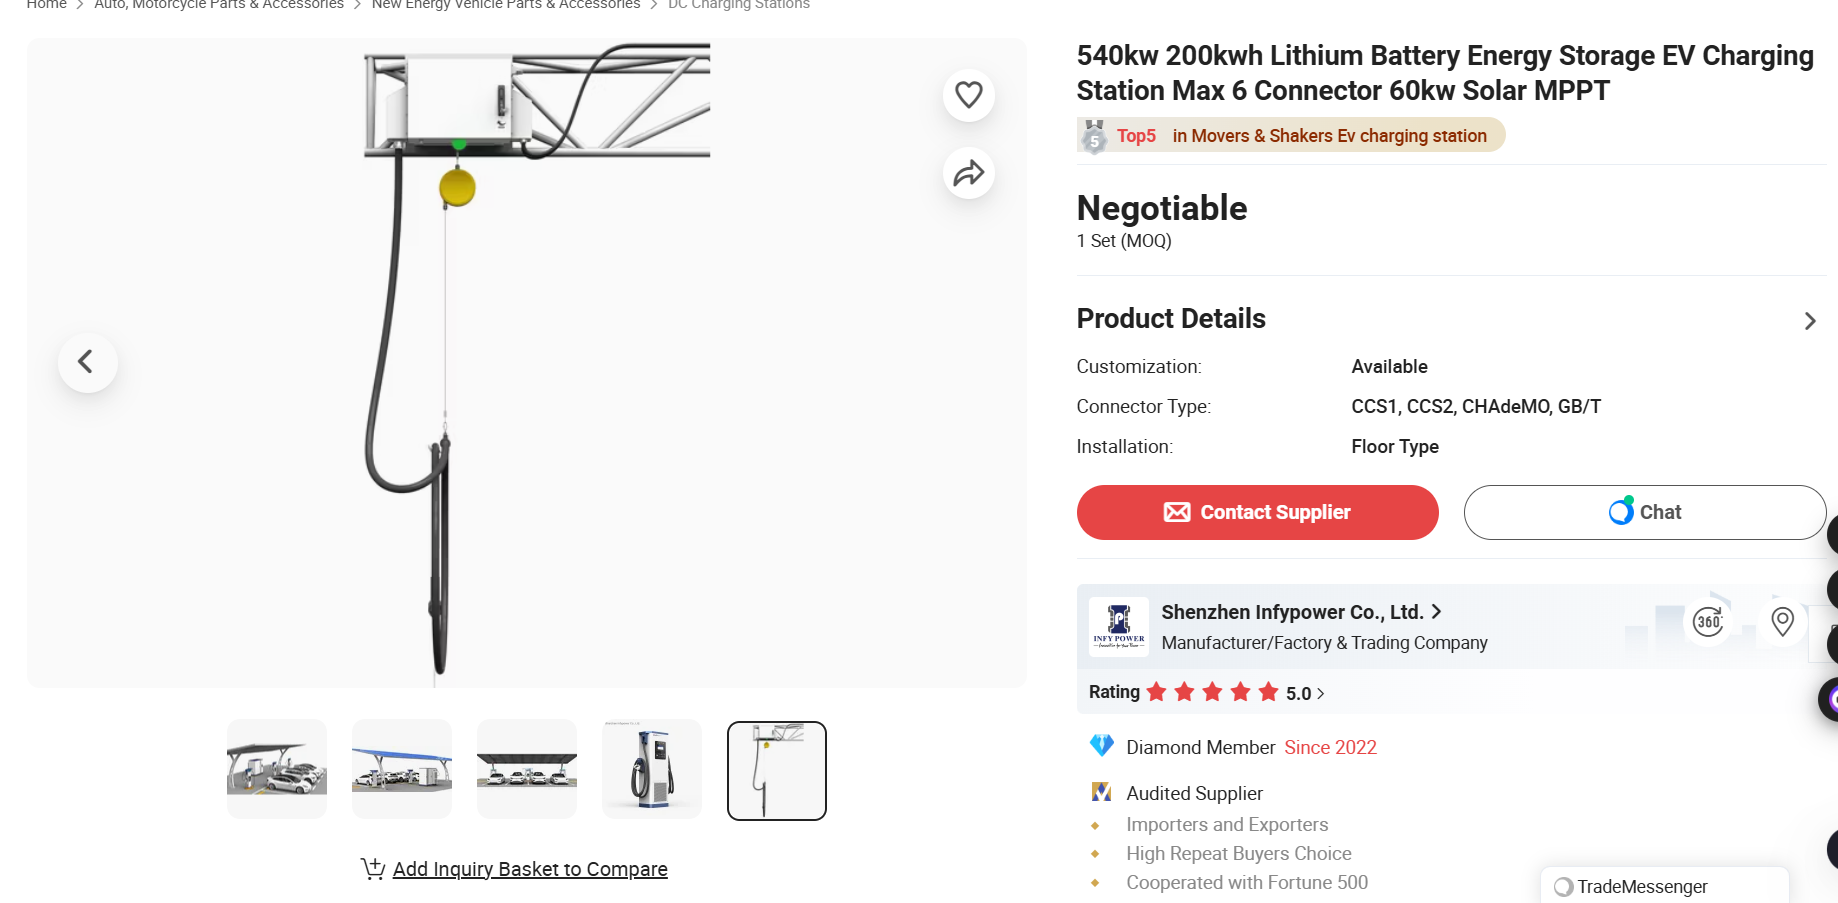 Home > Auto, Motorcycle Parts & Accessories > New Energy Vehicle Parts & Accessories > DC Charging Stations
540kw 200kwh Lithium Battery Energy Storage EV Charging
Station Max 6 Connector 60kw Solar MPPT
5 Top5 in Movers & Shakers Ev charging station
Negotiable
1 Set (MOQ)
Product Details
Customization: Available
Connector Type: CCS1, CCS2, CHAdeMO, GB/T
Installation: Floor Type
Contact Supplier
Chat
INFY POWER
Shenzhen Infypower Co., Ltd.
Manufacturer/Factory & Trading Company
360°
Rating 5.0
Diamond Member Since 2022
Audited Supplier
Importers and Exporters
High Repeat Buyers Choice
Cooperated with Fortune 500
Add Inquiry Basket to Compare
TradeMessenger